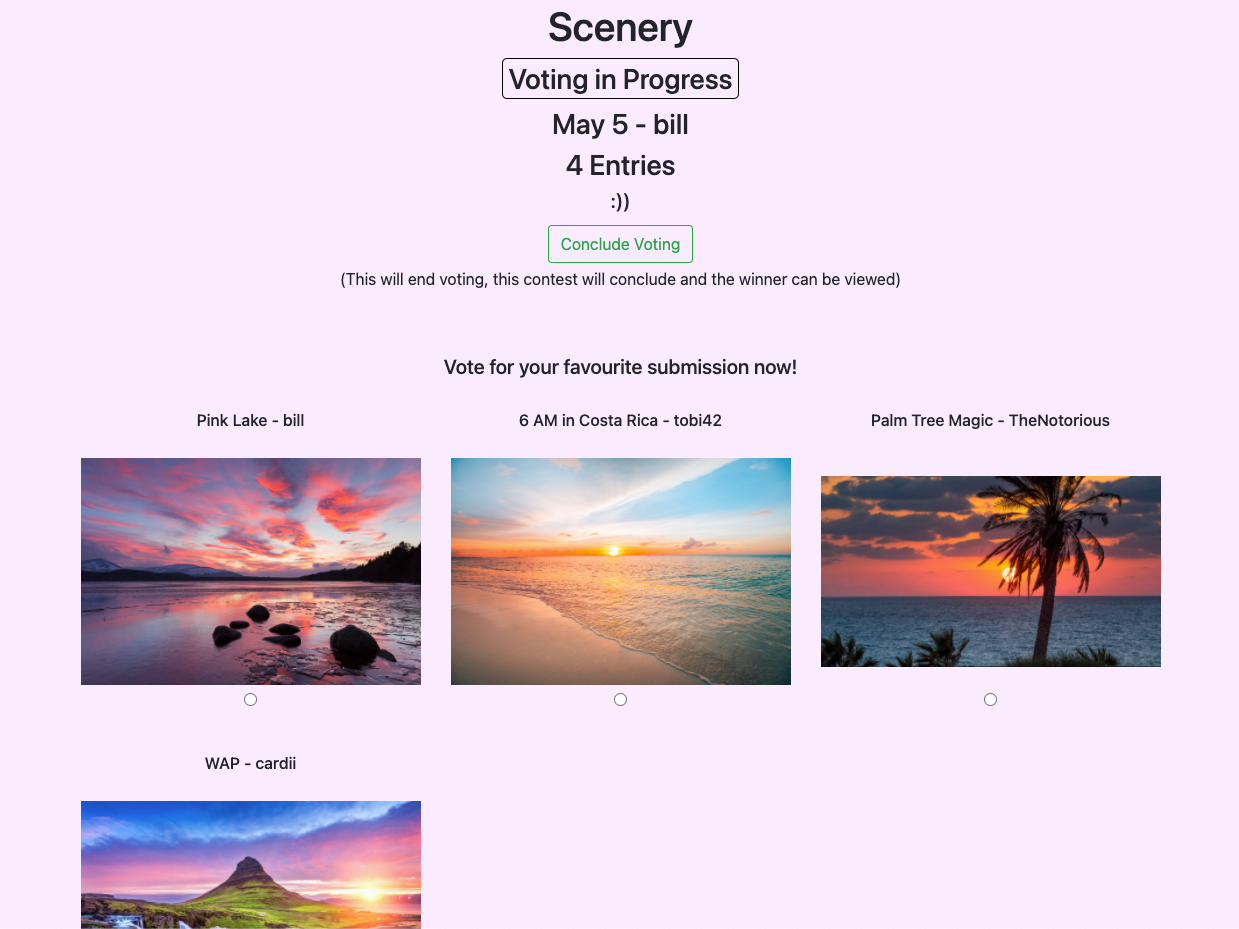 Scenery
Voting in Progress
May 5 - bill
4 Entries
:))
Conclude Voting
(This will end voting, this contest will conclude and the winner can be viewed)
Vote for your favourite submission now!
Pink Lake - bill
6 AM in Costa Rica - tobi42
Palm Tree Magic - TheNotorious
WAP - cardii